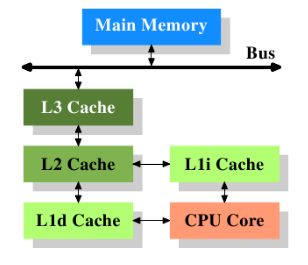 Main Memory
Bus
L3 Cache
L2 Cache
L1i Cache
L1d Cache
CPU Core